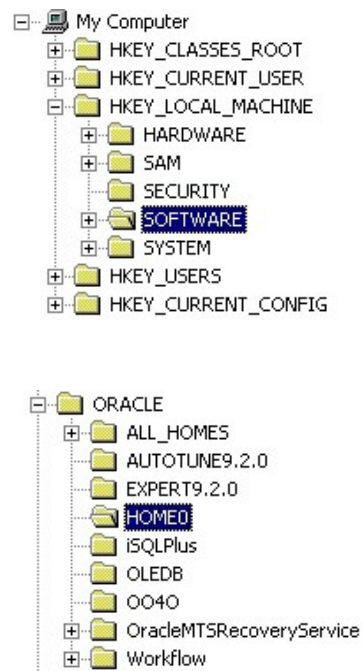 My Computer
HKEY_CLASSES_ROOT
HKEY_CURRENT_USER
HKEY_LOCAL_MACHINE
HARDWARE
SAM
SECURITY
SOFTWARE
SYSTEM
HKEY_USERS
HKEY_CURRENT_CONFIG
ORACLE
ALL_HOMES
AUTOTUNE9.2.0
EXPERT9.2.0
HOME0
iSQLPlus
OLEDB
OO4O
OracleMTSRecoveryService
Workflow